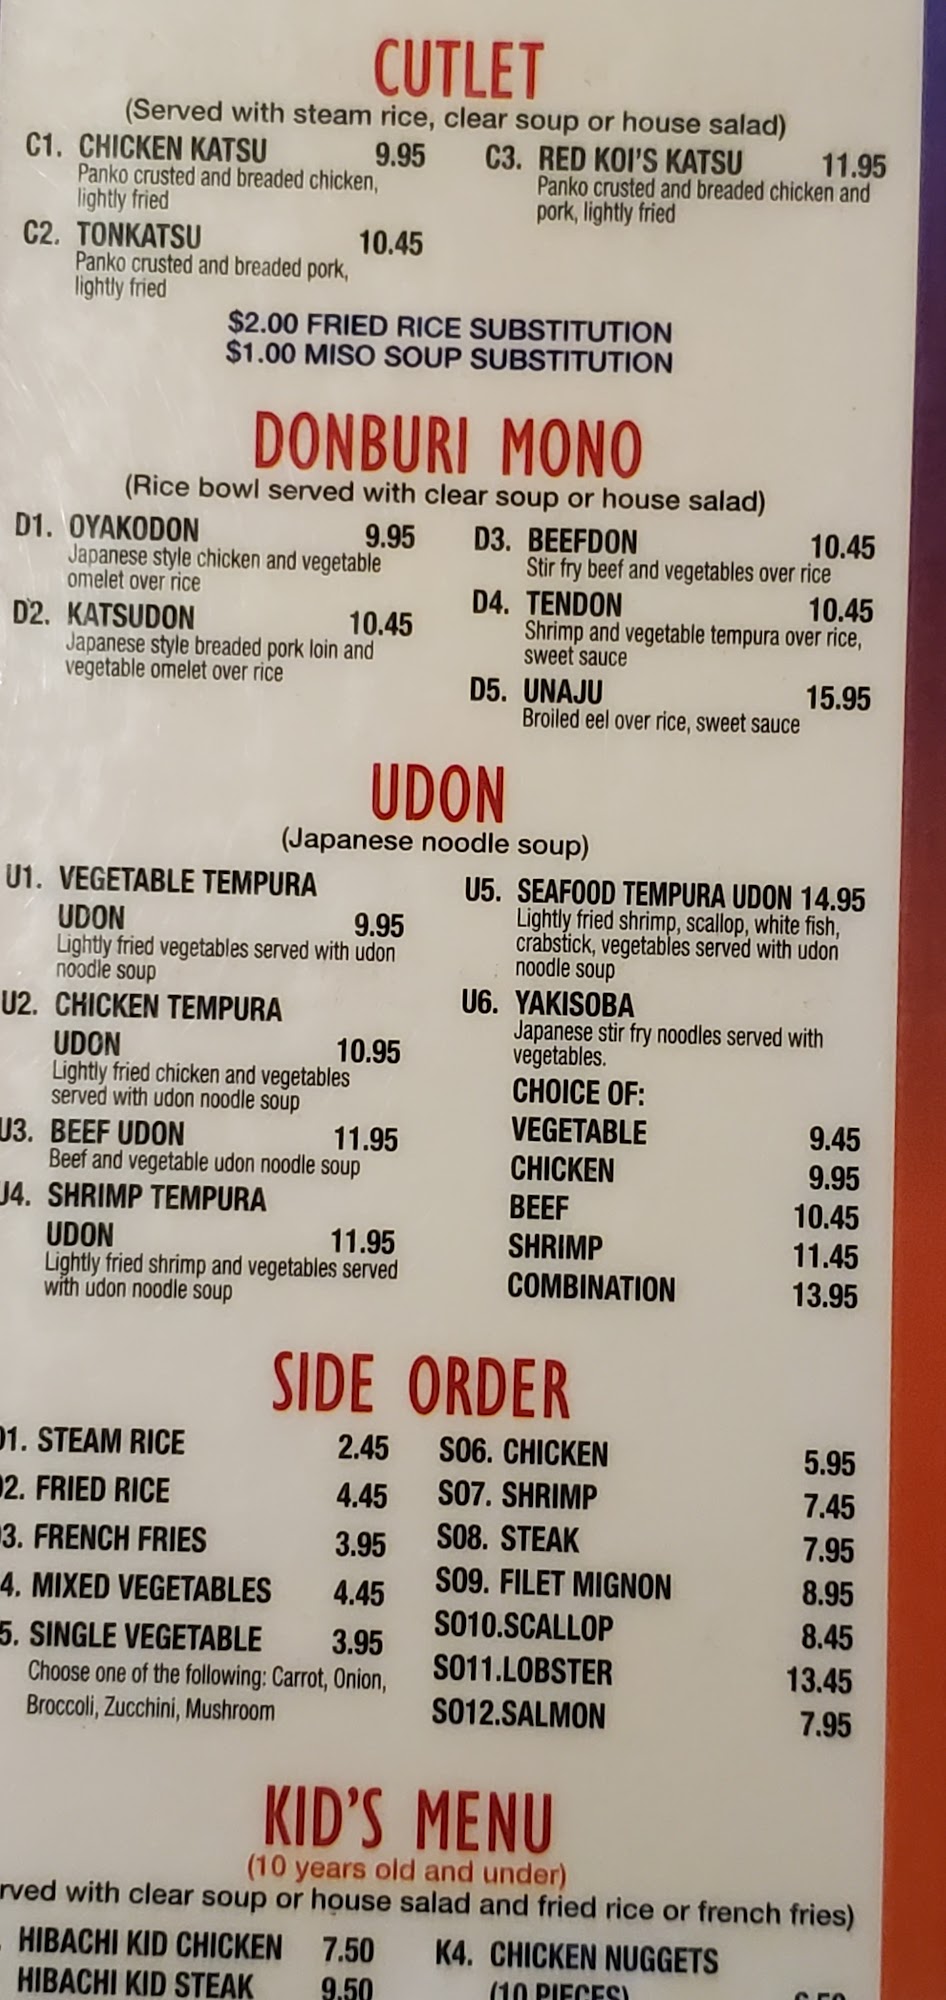 CUTLET
(Served with steam rice, clear soup or house salad)
C1. CHICKEN KATSU 9.95
Panko crusted and breaded chicken,
lightly fried
C2. TONKATSU 10.45
Panko crusted and breaded pork,
lightly fried
C3. RED KOI'S KATSU 11.95
Panko crusted and breaded chicken and
pork, lightly fried
$2.00 FRIED RICE SUBSTITUTION
$1.00 MISO SOUP SUBSTITUTION
DONBURI MONO
(Rice bowl served with clear soup or house salad)
D1. OYAKODON 9.95
Japanese style chicken and vegetable
omelet over rice
D2. KATSUDON 10.45
Japanese style breaded pork loin and
vegetable omelet over rice
D3. BEEFDON 10.45
Stir fry beef and vegetables over rice
D4. TENDON 10.45
Shrimp and vegetable tempura over rice,
sweet sauce
D5. UNAJU 15.95
Broiled eel over rice, sweet sauce
UDON
(Japanese noodle soup)
U1. VEGETABLE TEMPURA
UDON 9.95
Lightly fried vegetables served with udon
noodle soup
U2. CHICKEN TEMPURA
UDON 10.95
Lightly fried chicken and vegetables
served with udon noodle soup
U3. BEEF UDON 11.95
Beef and vegetable udon noodle soup
U4. SHRIMP TEMPURA
UDON 11.95
Lightly fried shrimp and vegetables served
with udon noodle soup
U5. SEAFOOD TEMPURA UDON 14.95
Lightly fried shrimp, scallop, white fish,
crabstick, vegetables served with udon
noodle soup
U6. YAKISOBA
Japanese stir fry noodles served with
vegetables.
CHOICE OF:
VEGETABLE 9.45
CHICKEN 9.95
BEEF 10.45
SHRIMP 11.45
COMBINATION 13.95
SIDE ORDER
1. STEAM RICE 2.45
2. FRIED RICE 4.45
3. FRENCH FRIES 3.95
4. MIXED VEGETABLES 4.45
5. SINGLE VEGETABLE 3.95
Choose one of the following: Carrot, Onion,
Broccoli, Zucchini, Mushroom
SO6. CHICKEN 5.95
SO7. SHRIMP 7.45
SO8. STEAK 7.95
SO9. FILET MIGNON 8.95
SO10.SCALLOP 8.45
SO11.LOBSTER 13.45
SO12.SALMON 7.95
KID'S MENU
(10 years old and under)
rved with clear soup or house salad and fried rice or french fries)
HIBACHI KID CHICKEN 7.50
HIBACHI KID STEAK 9.50
K4. CHICKEN NUGGETS
(10 PIECES)